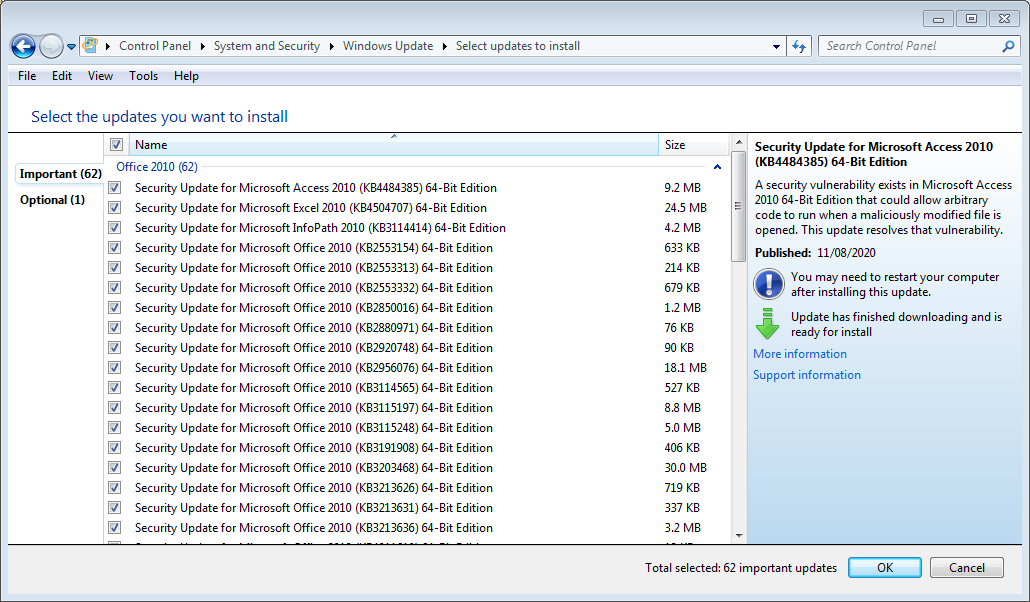 Control Panel ▸ System and Security ▸ Windows Update ▸ Select updates to install
Search Control Panel
File Edit View Tools Help
Select the updates you want to install
Important (62)
Optional (1)
Name Size
Office 2010 (62)
Security Update for Microsoft Access 2010 (KB4484385) 64-Bit Edition 9.2 MB
Security Update for Microsoft Excel 2010 (KB4504707) 64-Bit Edition 24.5 MB
Security Update for Microsoft InfoPath 2010 (KB3114414) 64-Bit Edition 4.2 MB
Security Update for Microsoft Office 2010 (KB2553154) 64-Bit Edition 633 KB
Security Update for Microsoft Office 2010 (KB2553313) 64-Bit Edition 214 KB
Security Update for Microsoft Office 2010 (KB2553332) 64-Bit Edition 679 KB
Security Update for Microsoft Office 2010 (KB2850016) 64-Bit Edition 1.2 MB
Security Update for Microsoft Office 2010 (KB2880971) 64-Bit Edition 76 KB
Security Update for Microsoft Office 2010 (KB2920748) 64-Bit Edition 90 KB
Security Update for Microsoft Office 2010 (KB2956076) 64-Bit Edition 18.1 MB
Security Update for Microsoft Office 2010 (KB3114565) 64-Bit Edition 527 KB
Security Update for Microsoft Office 2010 (KB3115197) 64-Bit Edition 8.8 MB
Security Update for Microsoft Office 2010 (KB3115248) 64-Bit Edition 5.0 MB
Security Update for Microsoft Office 2010 (KB3191908) 64-Bit Edition 406 KB
Security Update for Microsoft Office 2010 (KB3203468) 64-Bit Edition 30.0 MB
Security Update for Microsoft Office 2010 (KB3213626) 64-Bit Edition 719 KB
Security Update for Microsoft Office 2010 (KB3213631) 64-Bit Edition 337 KB
Security Update for Microsoft Office 2010 (KB3213636) 64-Bit Edition 3.2 MB
Security Update for Microsoft Access 2010
(KB4484385) 64-Bit Edition
A security vulnerability exists in Microsoft Access
2010 64-Bit Edition that could allow arbitrary
code to run when a maliciously modified file is
opened. This update resolves that vulnerability.
Published: 11/08/2020
You may need to restart your computer
after installing this update.
Update has finished downloading and is
ready for install
More information
Support information
Total selected: 62 important updates
OK
Cancel